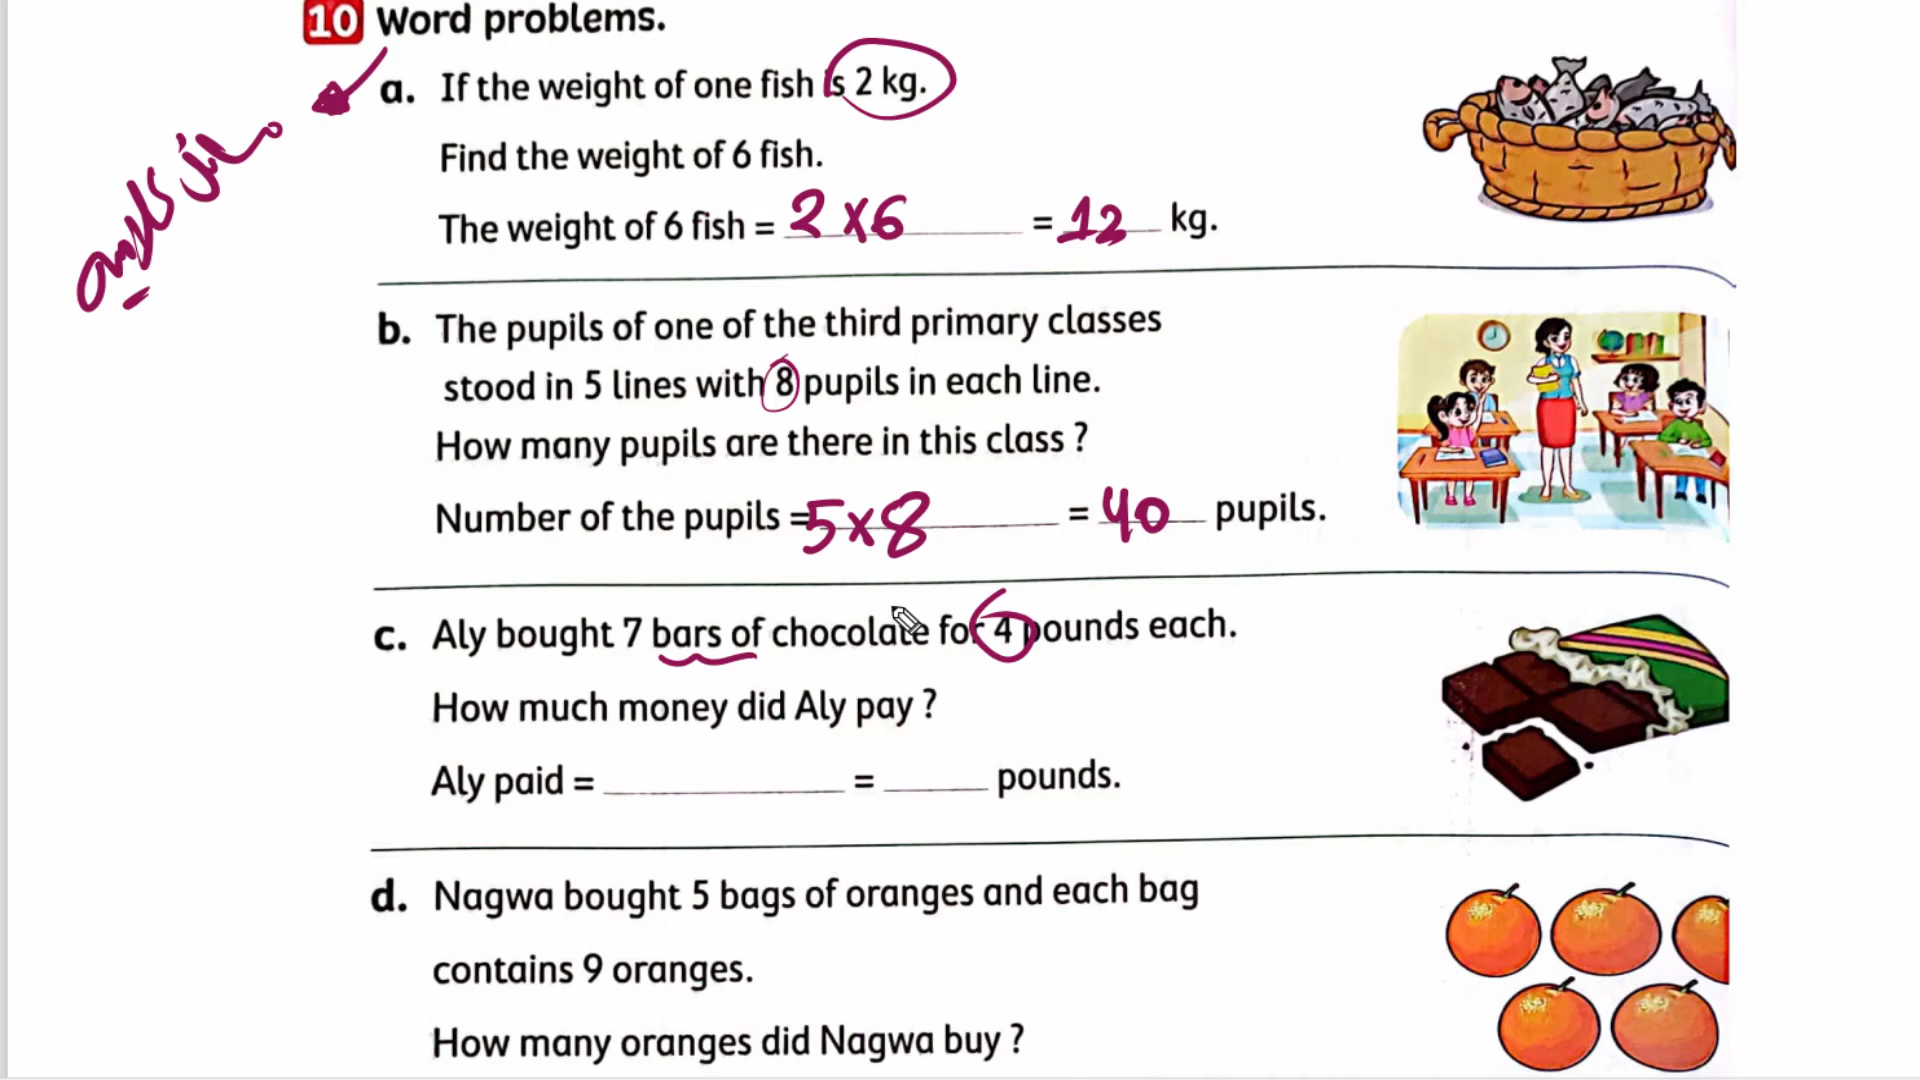 10 Word problems.
a. If the weight of one fish is 2 kg.
Find the weight of 6 fish.
The weight of 6 fish = 2 x 6 = 12 kg.
b. The pupils of one of the third primary classes
stood in 5 lines with 8 pupils in each line.
How many pupils are there in this class ?
Number of the pupils = 5 x 8 = 40 pupils.
c. Aly bought 7 bars of chocolate for 4 pounds each.
How much money did Aly pay ?
Aly paid = ____ = ____ pounds.
d. Nagwa bought 5 bags of oranges and each bag
contains 9 oranges.
How many oranges did Nagwa buy ?